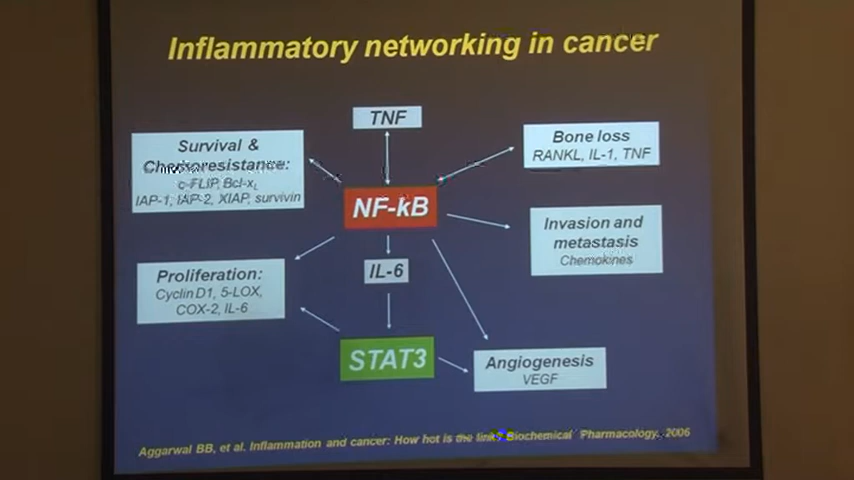 Inflammatory networking in cancer
TNF
Survival &
Chemoresistance:
c-FLIP, Bcl-xL
IAP-1, IAP-2, XIAP, survivin
Bone loss
RANKL, IL-1, TNF
NF-kB
Invasion and
metastasis
Chemokines
Proliferation:
Cyclin D1, 5-LOX,
COX-2, IL-6
IL-6
STAT3
Angiogenesis
VEGF
Aggarwal BB, et al. Inflammation and cancer: How hot is the link? Biochemical Pharmacology. 2006